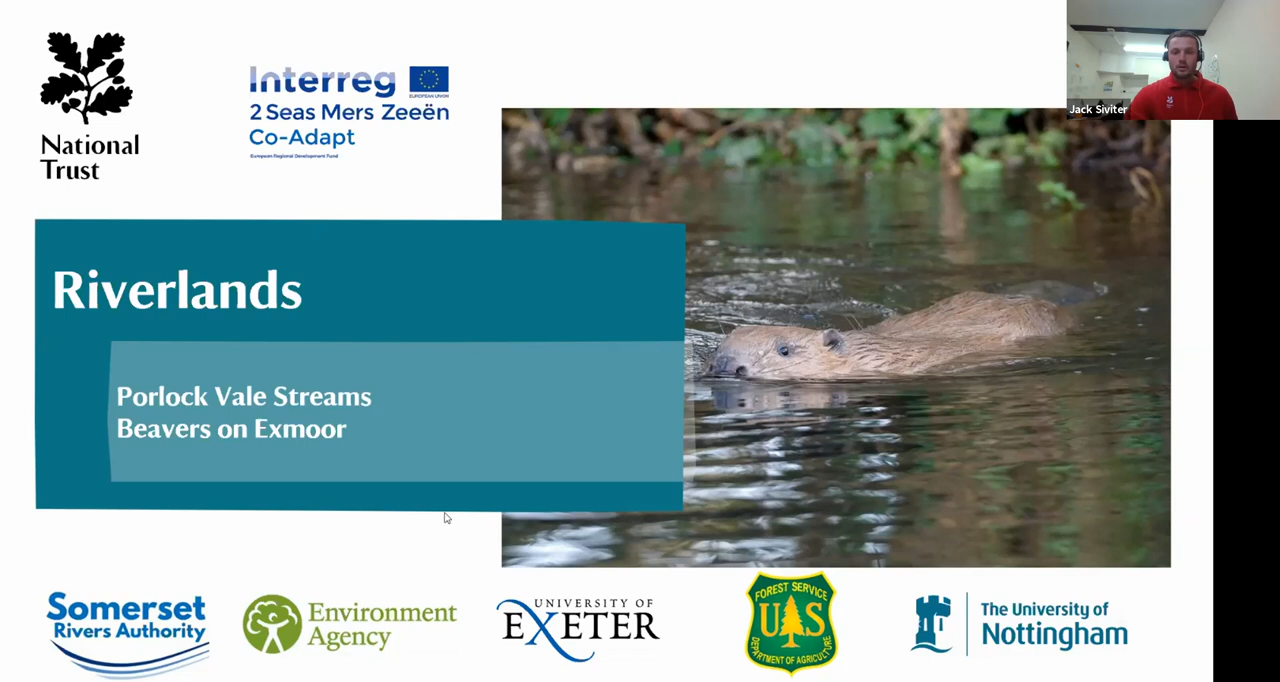 National
Trust
Interreg
EUROPEAN UNION
2 Seas Mers Zeeën
Co-Adapt
European Regional Development Fund
Jack Siviter
Riverlands
Porlock Vale Streams
Beavers on Exmoor
Somerset
Rivers Authority
Environment
Agency
UNIVERSITY OF
EXETER
FOREST SERVICE
US
DEPARTMENT OF AGRICULTURE
The University of
Nottingham